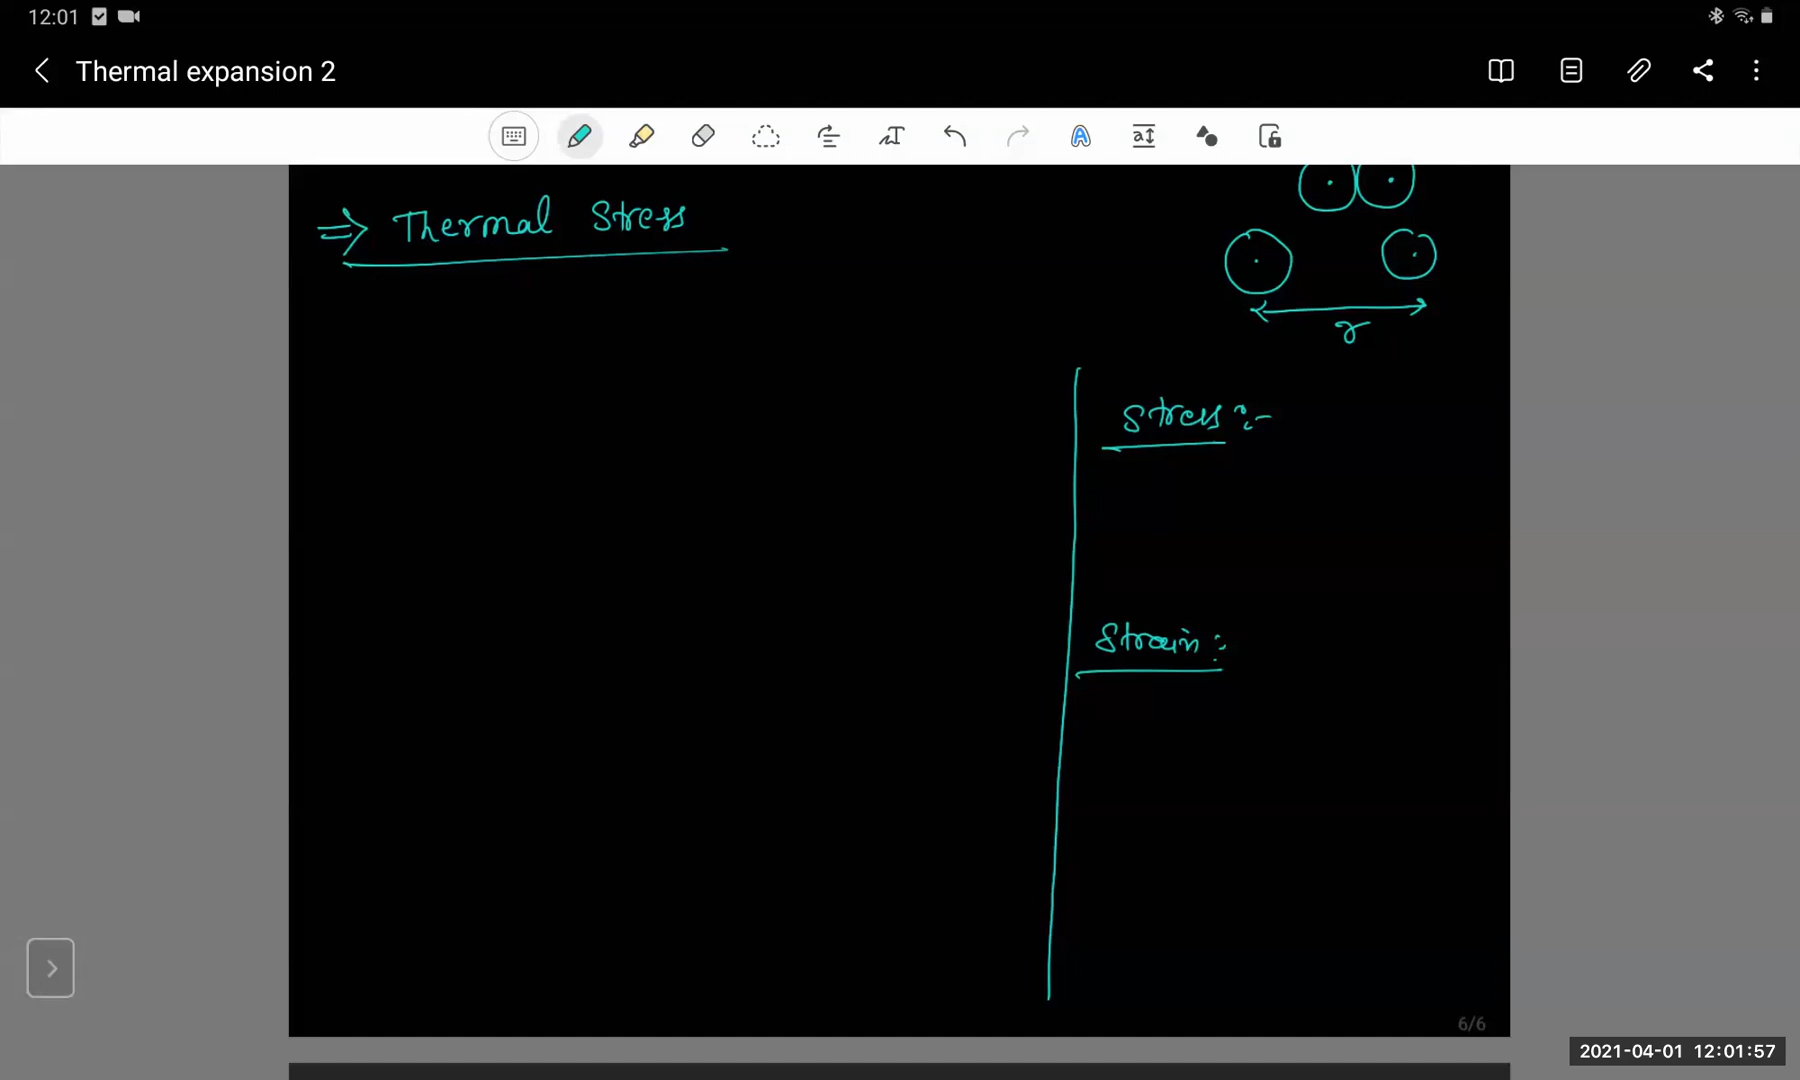 12:01
Thermal expansion 2
⇒ Thermal Stress
r
Stress :-
Strain :-
6/6
2021-04-01 12:01:57